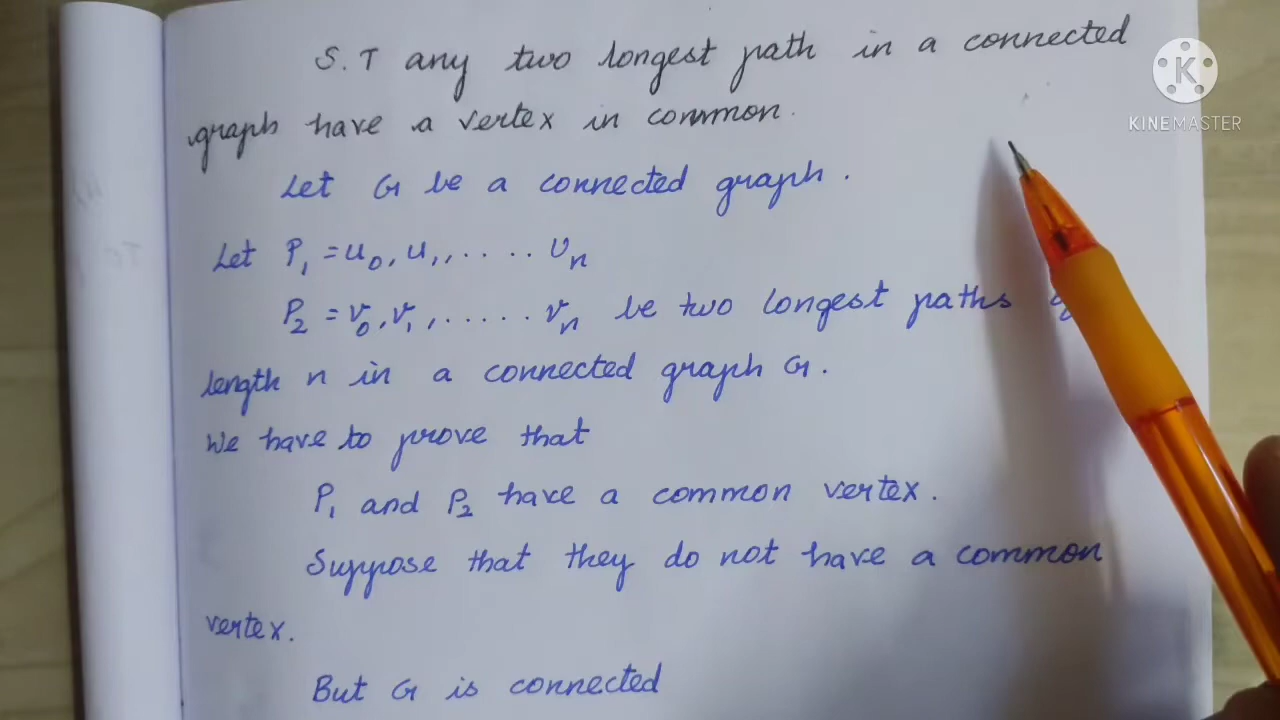 S.T any two longest path in a connected
graph have a vertex in common.
Let G be a connected graph.
Let P1 = u0, u1, ..... un
P2 = v0, v1, ..... vn be two longest paths
length n in a connected graph G.
We have to prove that
P1 and P2 have a common vertex.
Suppose that they do not have a common
vertex.
But G is connected
KINEMASTER